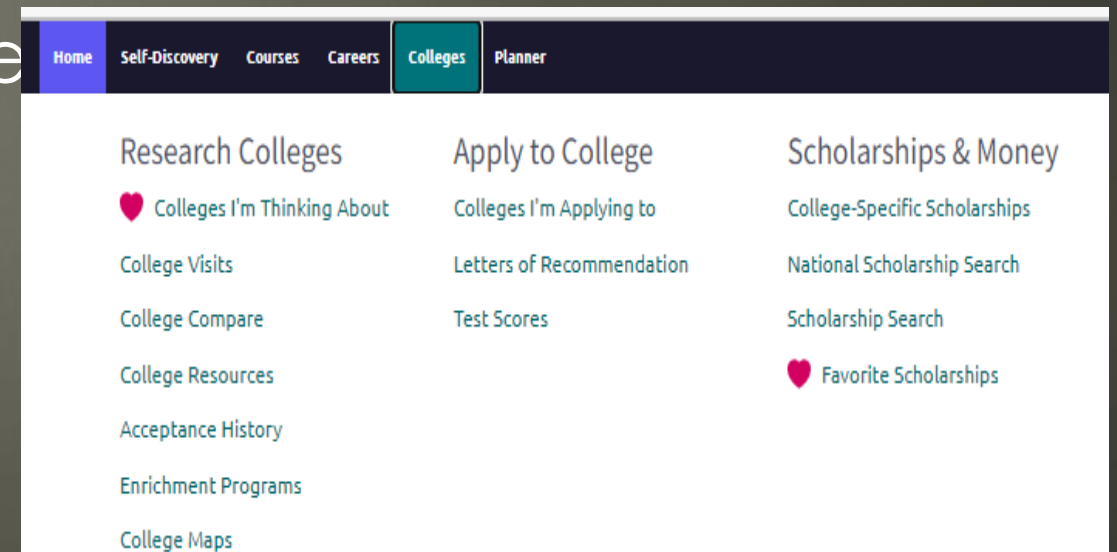 Home Self-Discovery Courses Careers Colleges Planner
Research Colleges
Colleges I'm Thinking About
College Visits
College Compare
College Resources
Acceptance History
Enrichment Programs
College Maps
Apply to College
Colleges I'm Applying to
Letters of Recommendation
Test Scores
Scholarships & Money
College-Specific Scholarships
National Scholarship Search
Scholarship Search
Favorite Scholarships